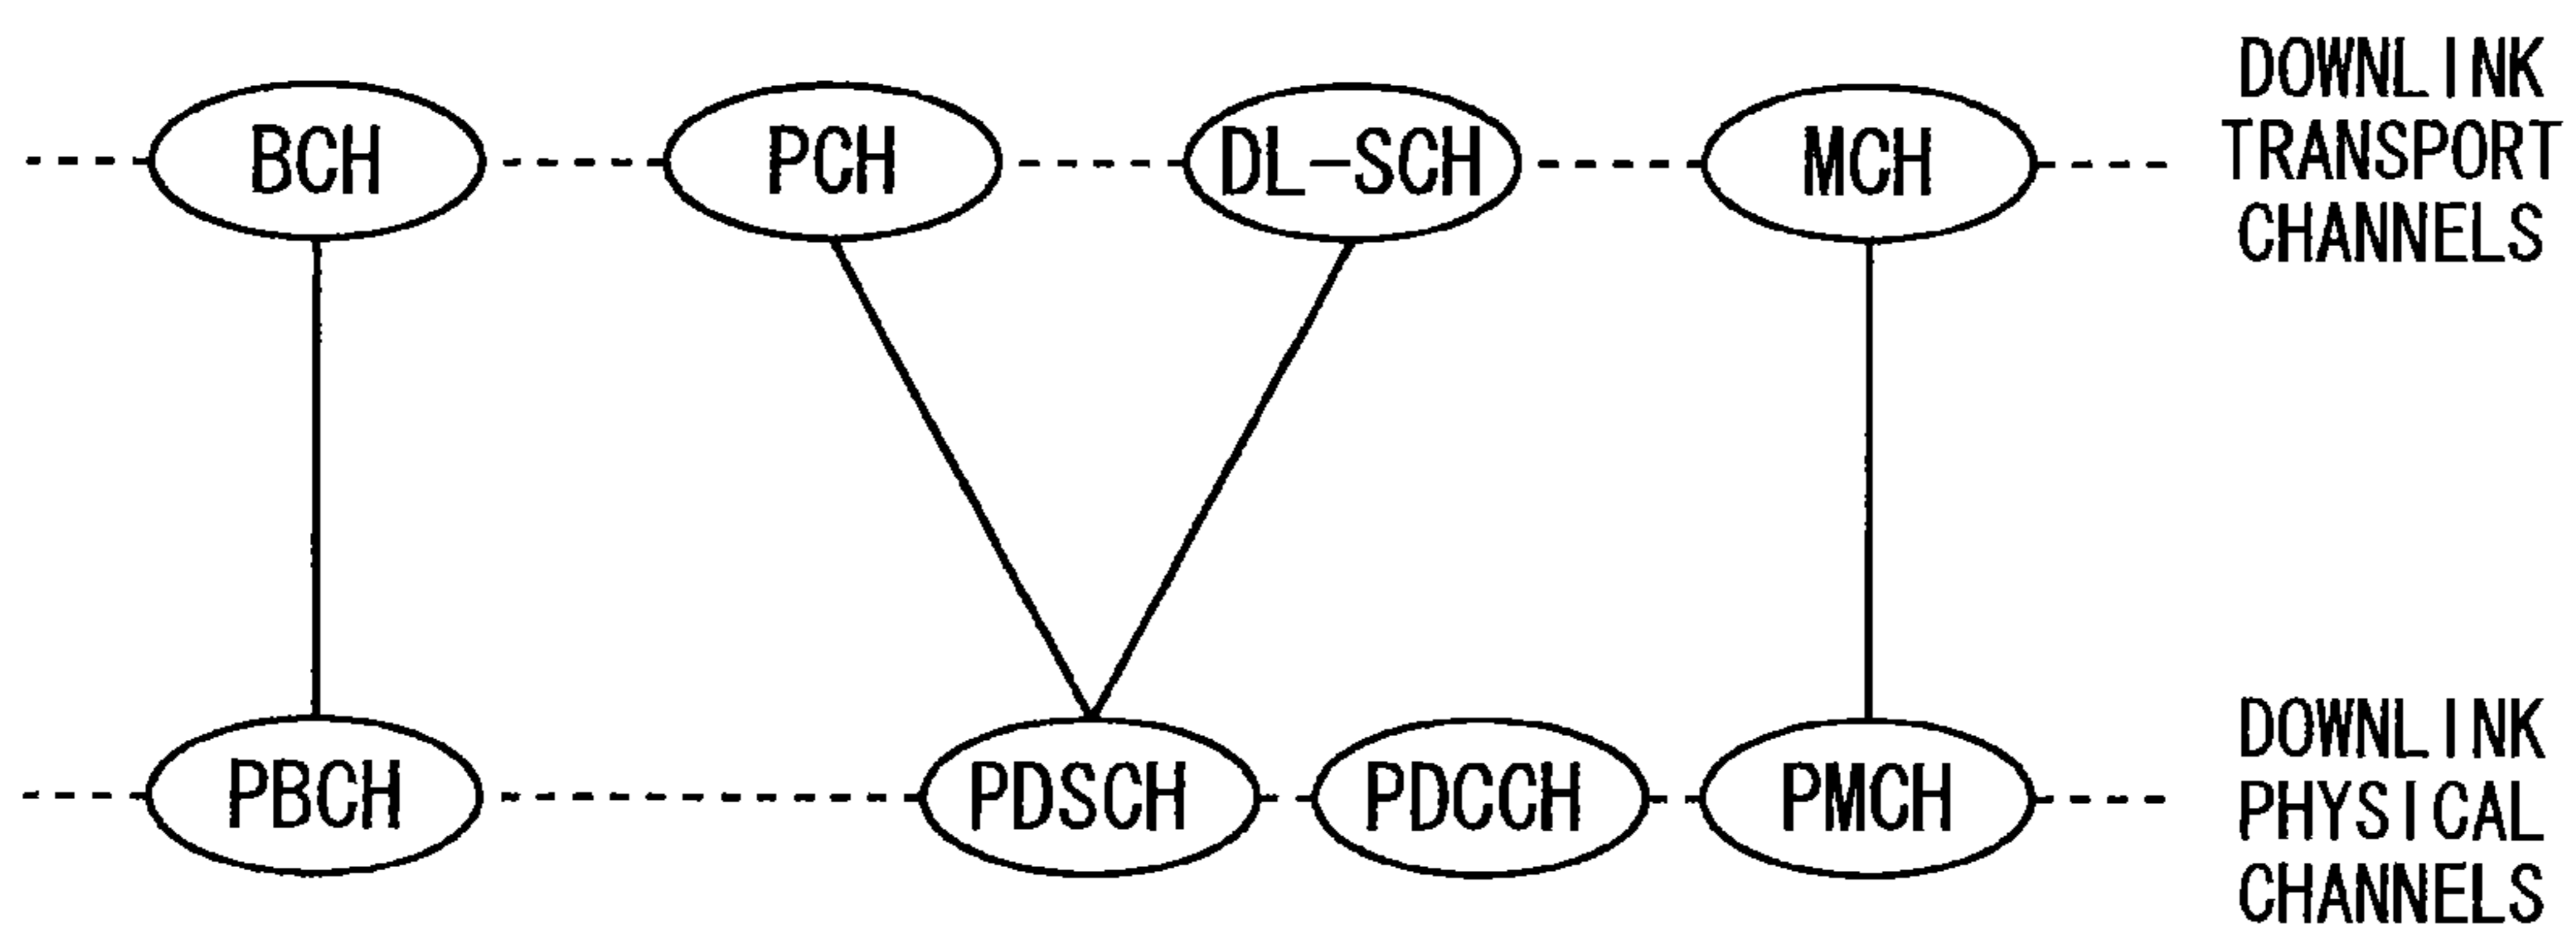 BCH
PCH
DL-SCH
MCH
DOWNLINK
TRANSPORT
CHANNELS
PBCH
PDSCH
PDCCH
PMCH
DOWNLINK
PHYSICAL
CHANNELS